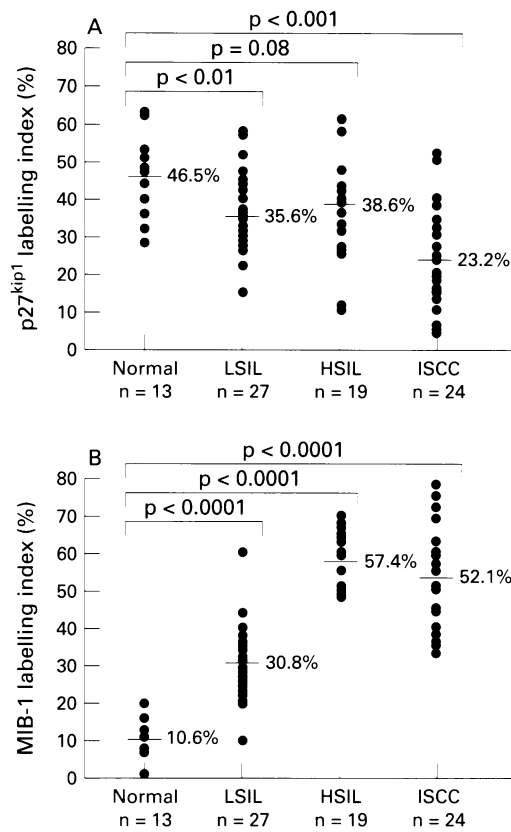 A
p < 0.001
p = 0.08
p < 0.01
p27kip1 labelling index (%)
80
70
60
50
40
30
20
10
0
46.5%
35.6%
38.6%
23.2%
Normal LSIL HSIL ISCC
n = 13 n = 27 n = 19 n = 24
B
p < 0.0001
p < 0.0001
p < 0.0001
MIB-1 labelling index (%)
80
70
60
50
40
30
20
10
0
10.6%
30.8%
57.4%
52.1%
Normal LSIL HSIL ISCC
n = 13 n = 27 n = 19 n = 24